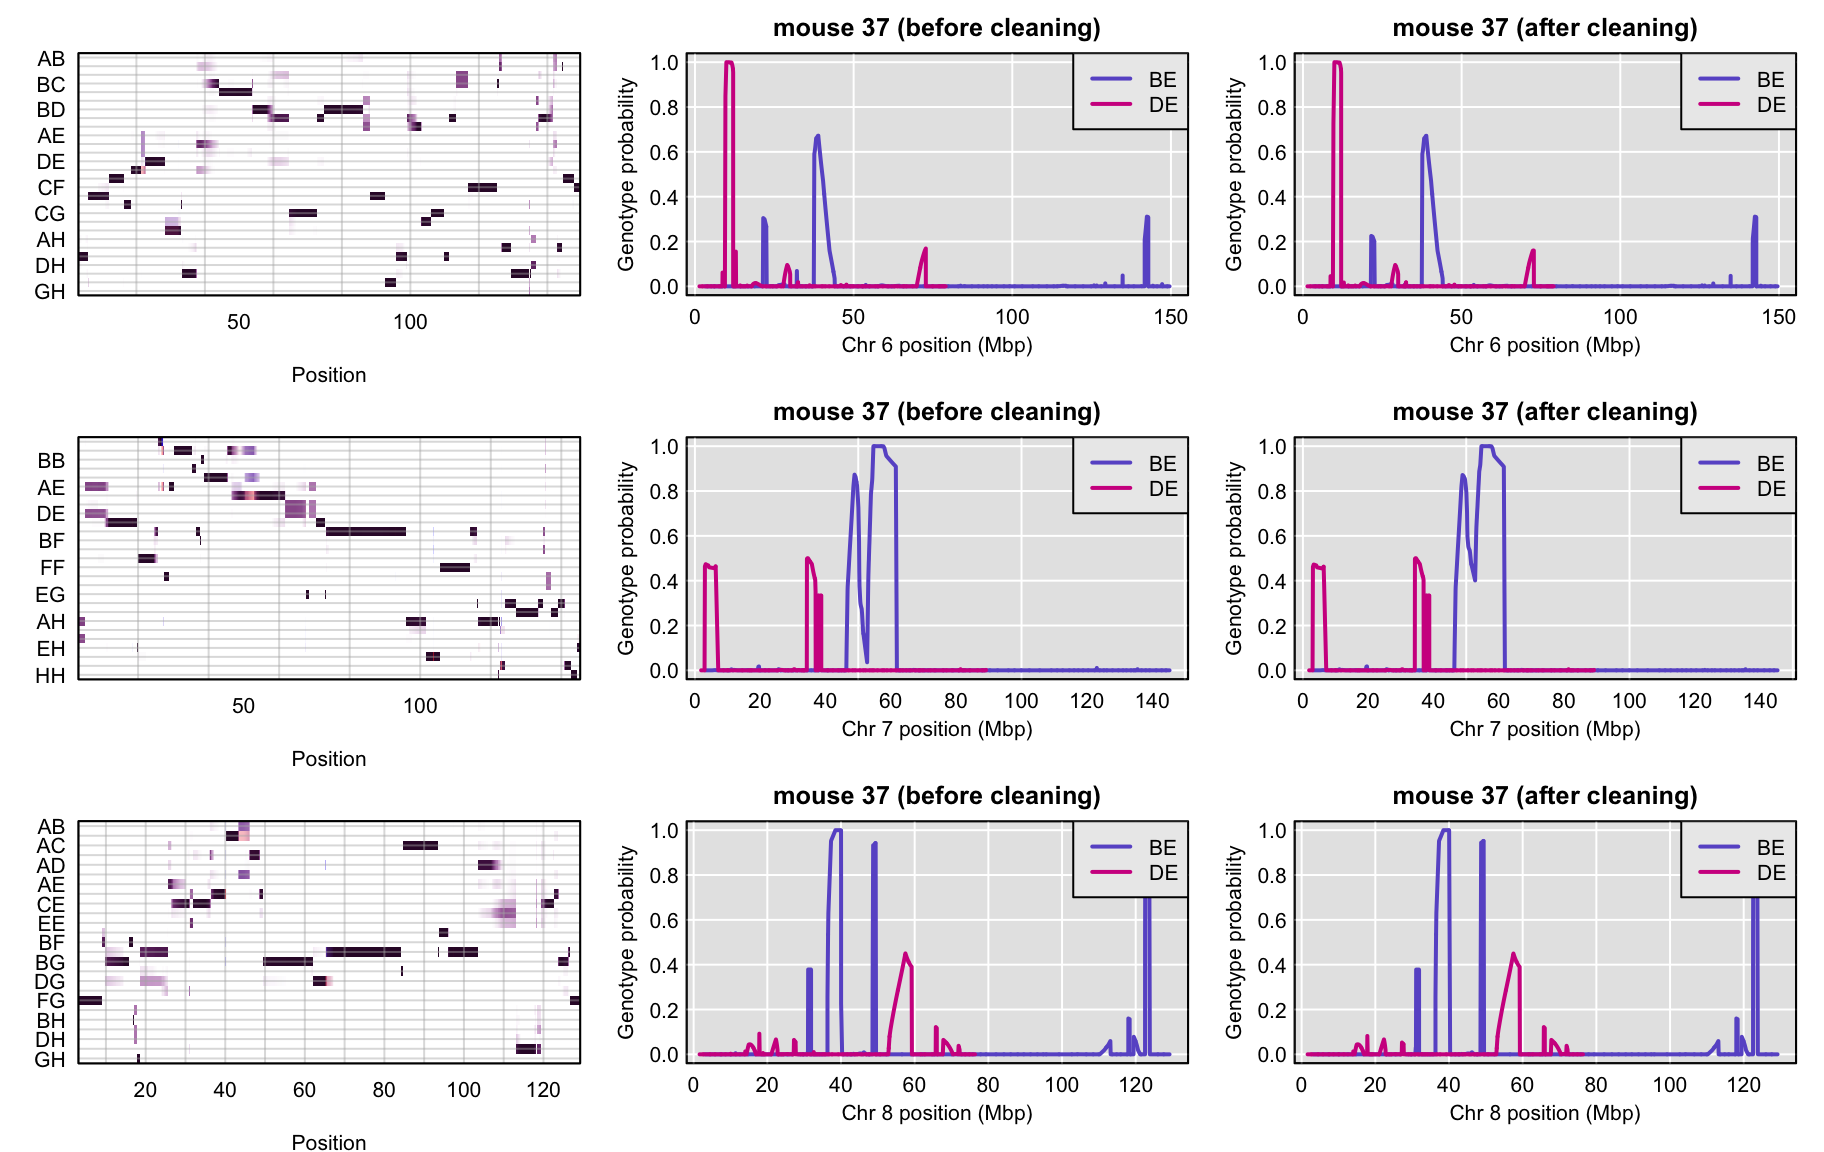 AB
BC
BD
AE
DE
CF
CG
AH
DH
GH
50 100
Position
mouse 37 (before cleaning)
Genotype probability
1.0
0.8
0.6
0.4
0.2
0.0
BE
DE
0 50 100 150
Chr 6 position (Mbp)
mouse 37 (after cleaning)
Genotype probability
1.0
0.8
0.6
0.4
0.2
0.0
BE
DE
0 50 100 150
Chr 6 position (Mbp)
BB
AE
DE
BF
FF
EG
AH
EH
HH
50 100
Position
mouse 37 (before cleaning)
Genotype probability
1.0
0.8
0.6
0.4
0.2
0.0
BE
DE
0 20 40 60 80 100 120 140
Chr 7 position (Mbp)
mouse 37 (after cleaning)
Genotype probability
1.0
0.8
0.6
0.4
0.2
0.0
BE
DE
0 20 40 60 80 100 120 140
Chr 7 position (Mbp)
AB
AC
AD
AE
CE
EE
BF
BG
DG
FG
BH
DH
GH
20 40 60 80 100 120
Position
mouse 37 (before cleaning)
Genotype probability
1.0
0.8
0.6
0.4
0.2
0.0
BE
DE
0 20 40 60 80 100 120
Chr 8 position (Mbp)
mouse 37 (after cleaning)
Genotype probability
1.0
0.8
0.6
0.4
0.2
0.0
BE
DE
0 20 40 60 80 100 120
Chr 8 position (Mbp)